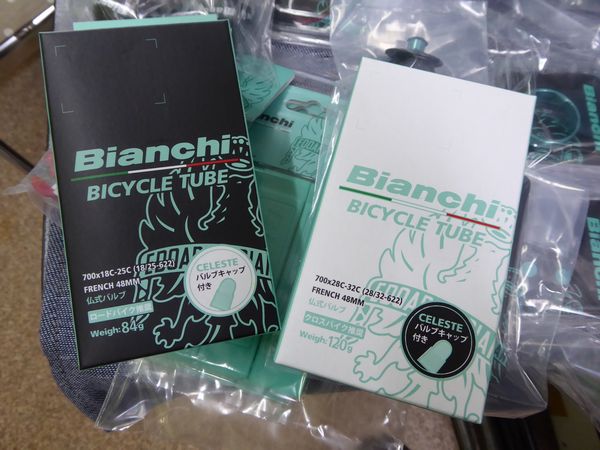 Bianchi
BICYCLE TUBE
700x18C-25C (18/25-622)
FRENCH 48MM
仏式バルブ
ロードバイク推奨
Weigh:84g
CELESTE
バルブキャップ
付き
Bianchi
Bianchi
BICYCLE TUBE
700x28C-32C (28/32-622)
FRENCH 48MM
仏式バルブ
クロスバイク推奨
Weigh:120g
CELESTE
バルブキャップ
付き